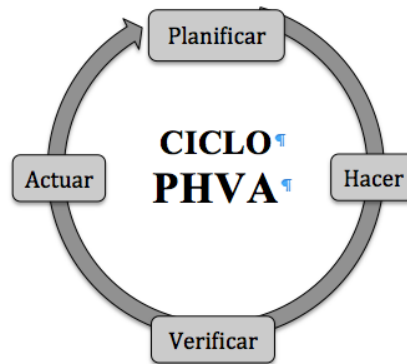 Planificar
CICLO¶
PHVA¶
Actuar
Hacer
Verificar